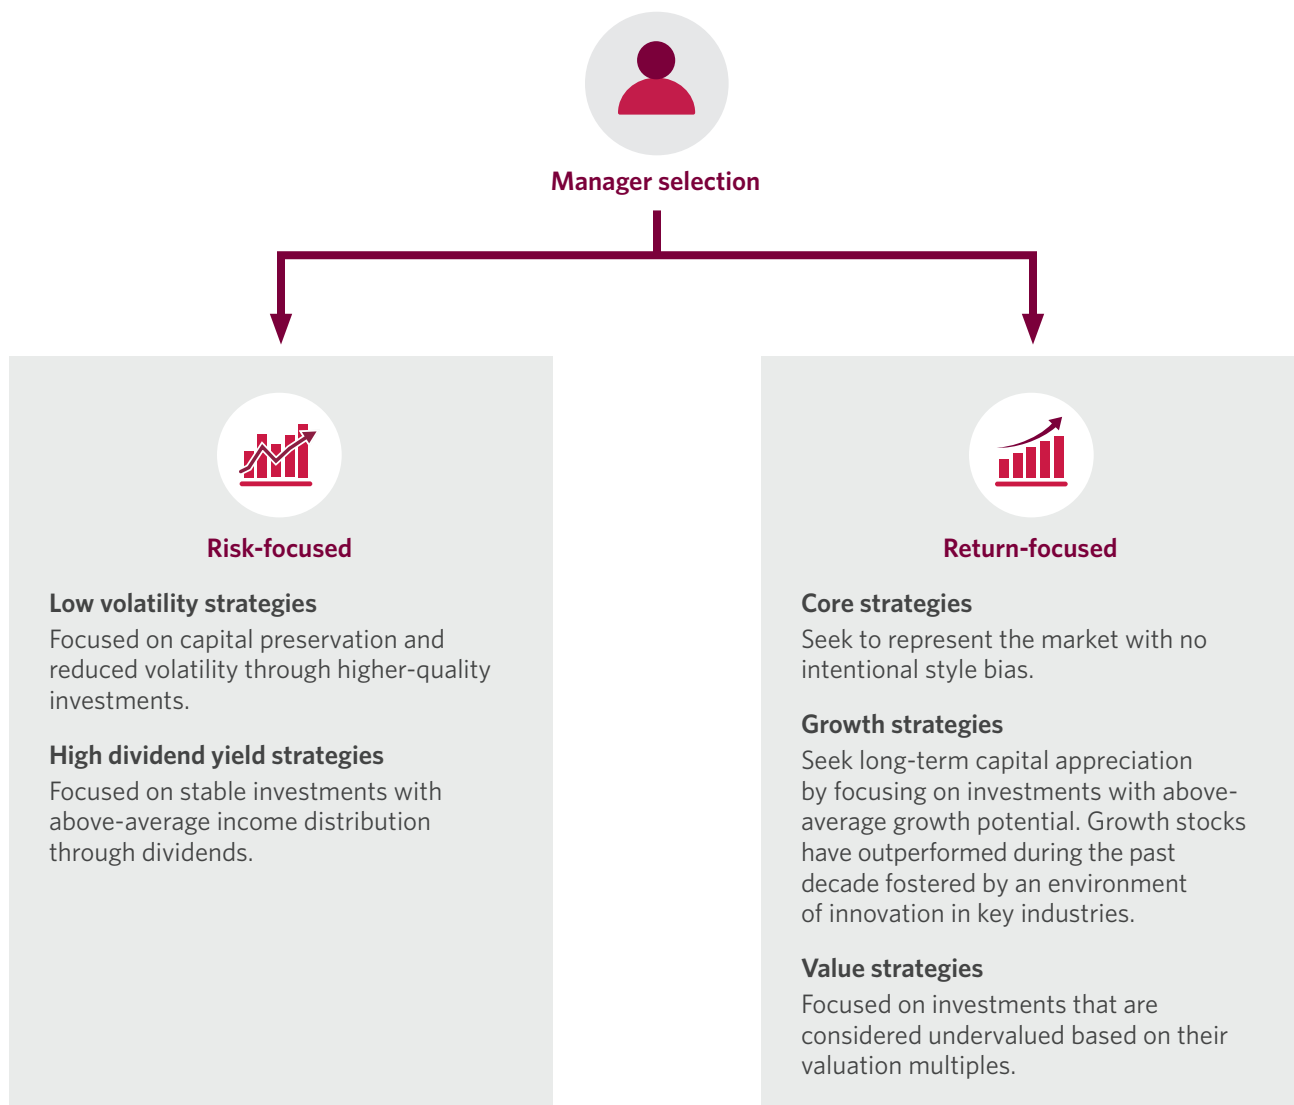 Manager selection
Risk-focused
Low volatility strategies
Focused on capital preservation and
reduced volatility through higher-quality
investments.
High dividend yield strategies
Focused on stable investments with
above-average income distribution
through dividends.
Return-focused
Core strategies
Seek to represent the market with no
intentional style bias.
Growth strategies
Seek long-term capital appreciation
by focusing on investments with above-
average growth potential. Growth stocks
have outperformed during the past
decade fostered by an environment
of innovation in key industries.
Value strategies
Focused on investments that are
considered undervalued based on their
valuation multiples.